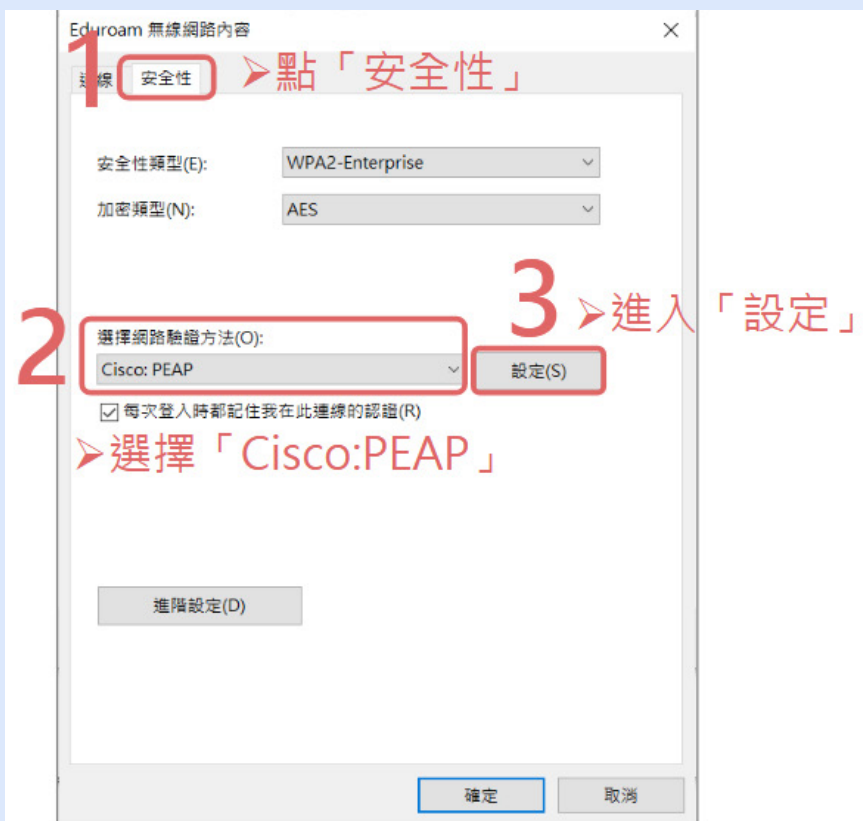 Eduroam 無線網路內容
1
連線 安全性 ➢點「安全性」
安全性類型(E): WPA2-Enterprise
加密類型(N): AES
2
選擇網路驗證方法(O):
Cisco: PEAP
設定(S)
3 ➢進入「設定」
每次登入時都記住我在此連線的認證(R)
➢選擇「Cisco:PEAP」
進階設定(D)
確定 取消